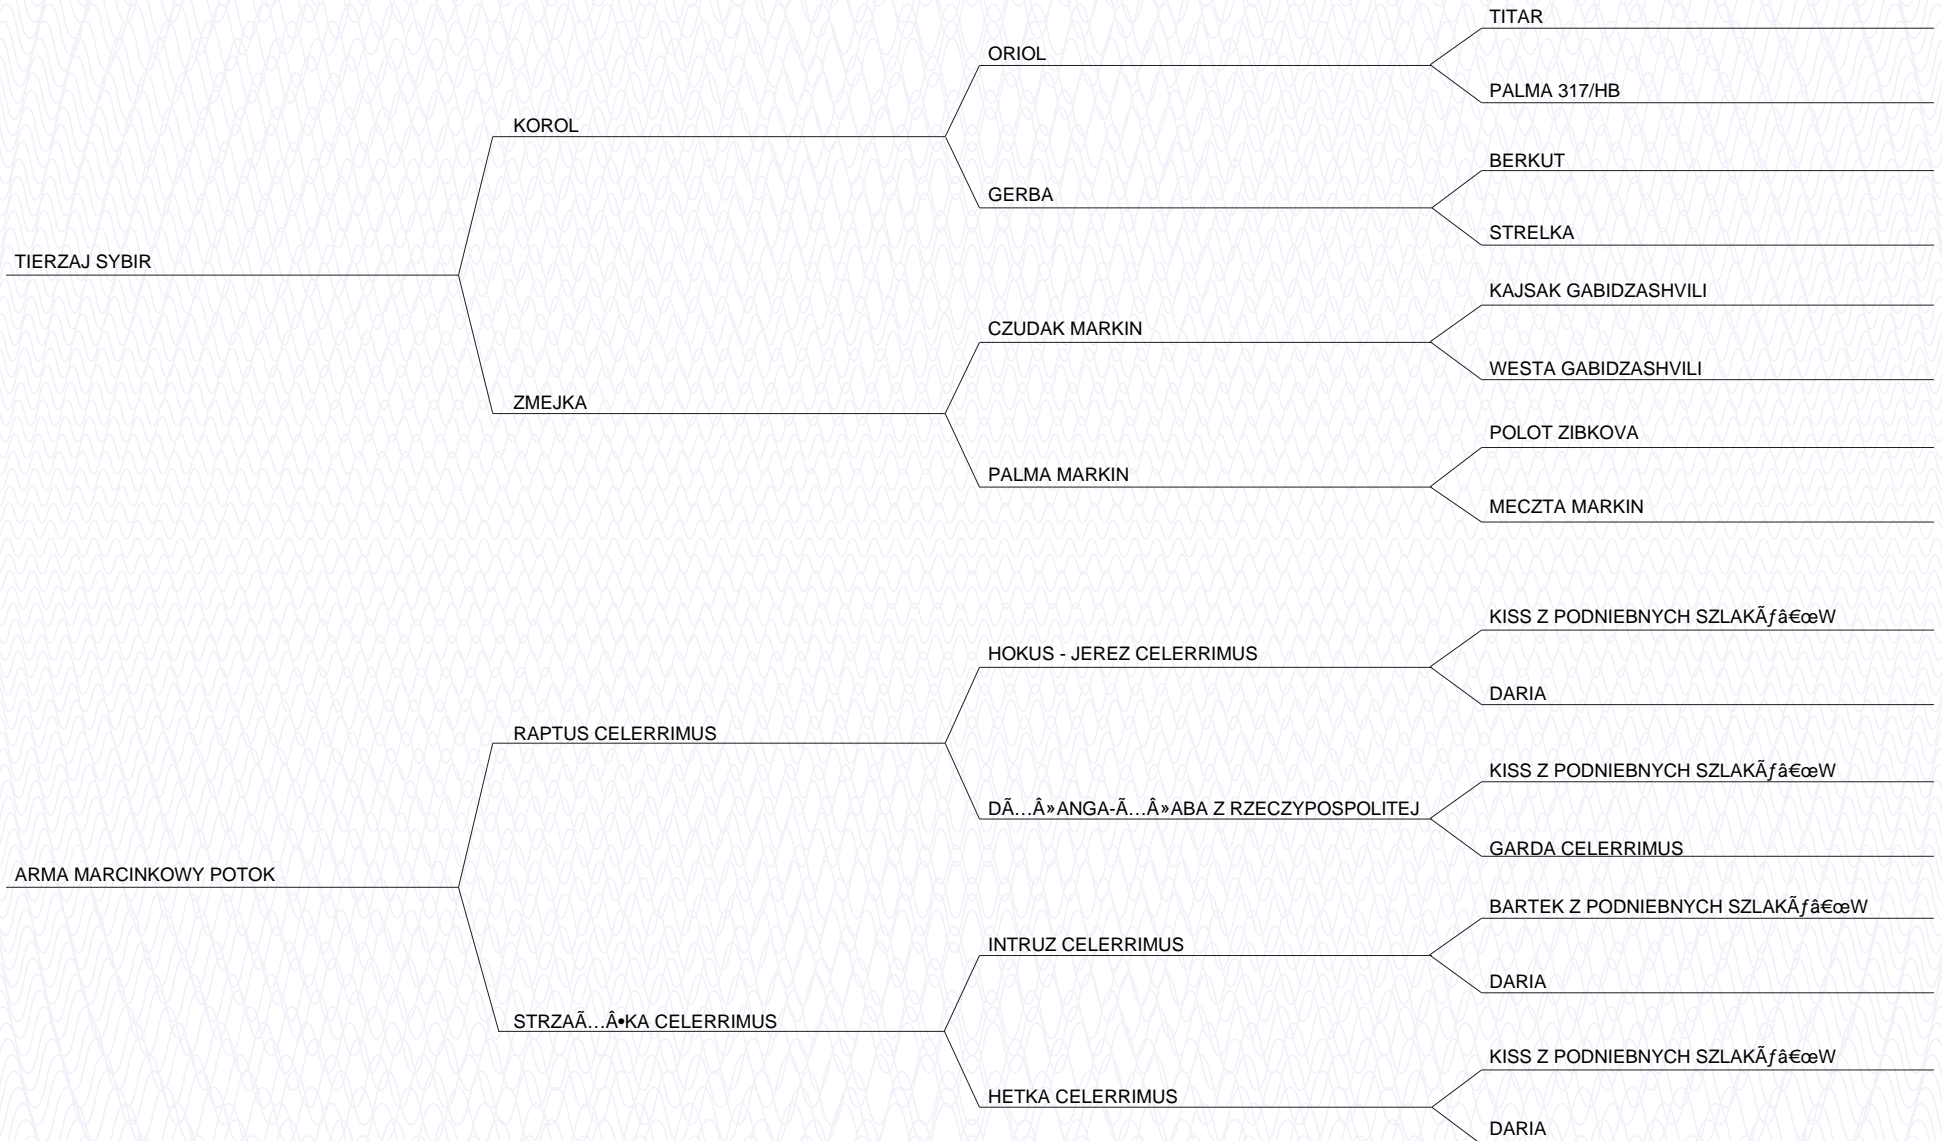 TITAR
ORIOL
PALMA 317/HB
KOROL
BERKUT
GERBA
STRELKA
TIERZAJ SYBIR
KAJSAK GABIDZASHVILI
CZUDAK MARKIN
WESTA GABIDZASHVILI
ZMEJKA
POLOT ZIBKOVA
PALMA MARKIN
MECZTA MARKIN
KISS Z PODNIEBNYCH SZLAKÃƒâ€œW
HOKUS - JEREZ CELERRIMUS
DARIA
RAPTUS CELERRIMUS
KISS Z PODNIEBNYCH SZLAKÃƒâ€œW
DÃ…Â»ANGA-Ã…Â»ABA Z RZECZYPOSPOLITEJ
GARDA CELERRIMUS
ARMA MARCINKOWY POTOK
BARTEK Z PODNIEBNYCH SZLAKÃƒâ€œW
INTRUZ CELERRIMUS
DARIA
STRZAÃ…Â•KA CELERRIMUS
KISS Z PODNIEBNYCH SZLAKÃƒâ€œW
HETKA CELERRIMUS
DARIA